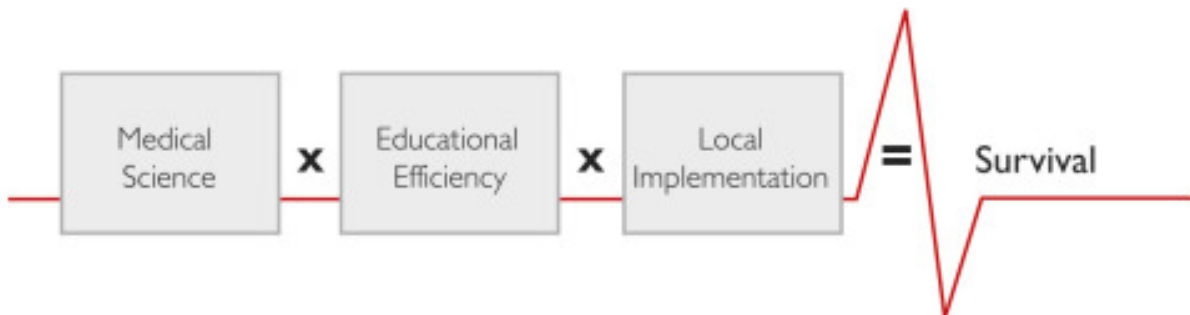 Medical
Science
x
Educational
Efficiency
x
Local
Implementation
=
Survival